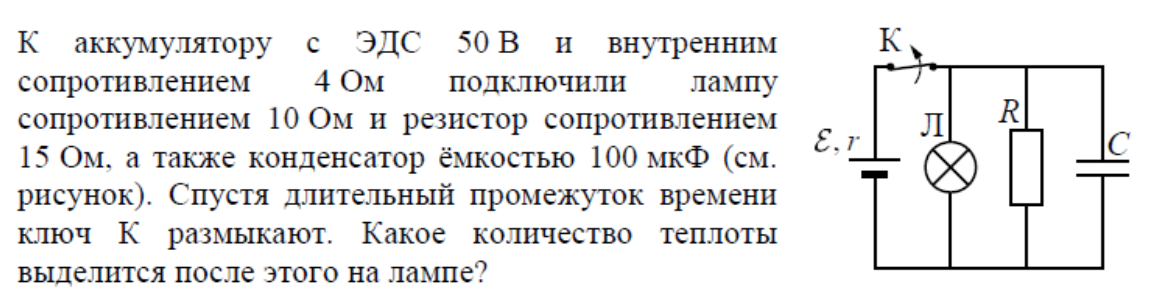 К аккумулятору с ЭДС 50 В и внутренним
сопротивлением 4 Ом подключили лампу
сопротивлением 10 Ом и резистор сопротивлением
15 Ом, а также конденсатор ёмкостью 100 мкФ (см.
рисунок). Спустя длительный промежуток времени
ключ К размыкают. Какое количество теплоты
выделится после этого на лампе?
К
ℰ, r
Л
R
C